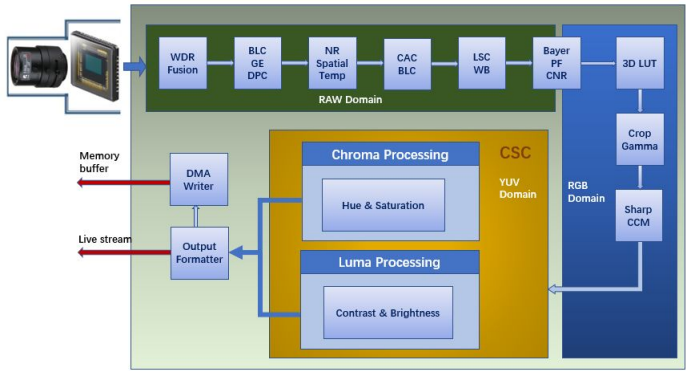 WDR
Fusion
BLC
GE
DPC
NR
Spatial
Temp
CAC
BLC
LSC
WB
Bayer
PF
CNR
3D LUT
RAW Domain
Crop
Gamma
Sharp
CCM
RGB
Domain
CSC
YUV
Domain
Chroma Processing
Hue & Saturation
Luma Processing
Contrast & Brightness
Memory
buffer
DMA
Writer
Live stream
Output
Formatter